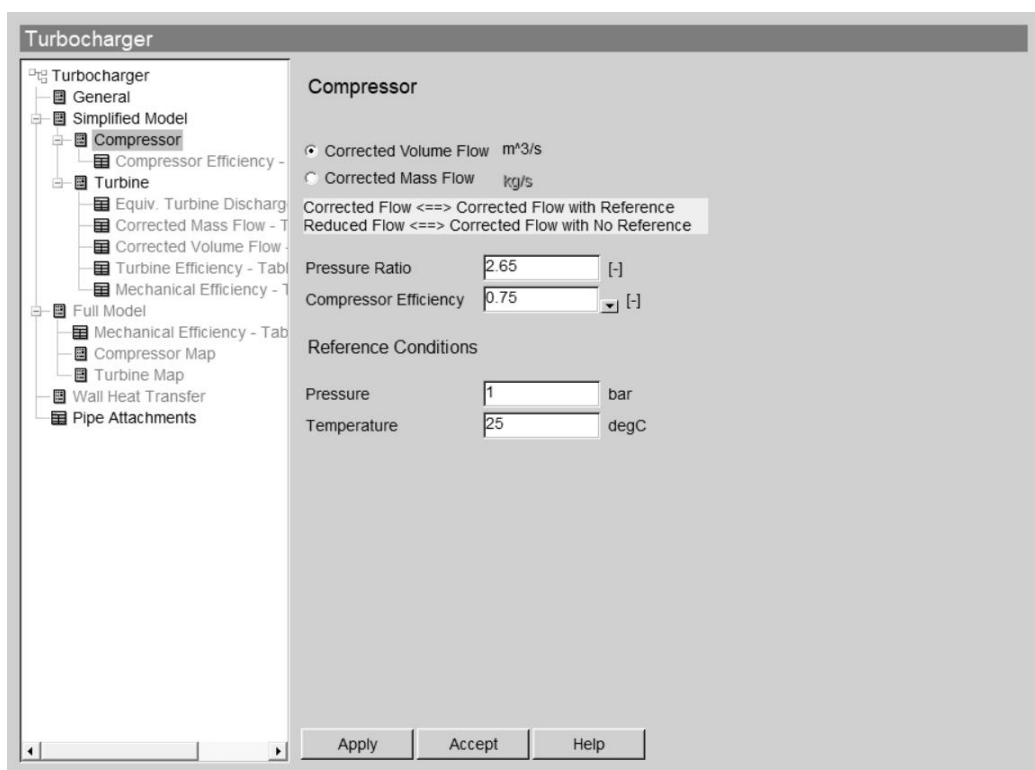 Turbocharger
Turbocharger
General
Simplified Model
Compressor
Compressor Efficiency -
Turbine
Equiv. Turbine Discharg
Corrected Mass Flow - T
Corrected Volume Flow -
Turbine Efficiency - Tabl
Mechanical Efficiency - T
Full Model
Mechanical Efficiency - Tab
Compressor Map
Turbine Map
Wall Heat Transfer
Pipe Attachments
Compressor
Corrected Volume Flow m^3/s
Corrected Mass Flow kg/s
Corrected Flow <==> Corrected Flow with Reference
Reduced Flow <==> Corrected Flow with No Reference
Pressure Ratio 2.65 [-]
Compressor Efficiency 0.75 [-]
Reference Conditions
Pressure 1 bar
Temperature 25 degC
Apply Accept Help